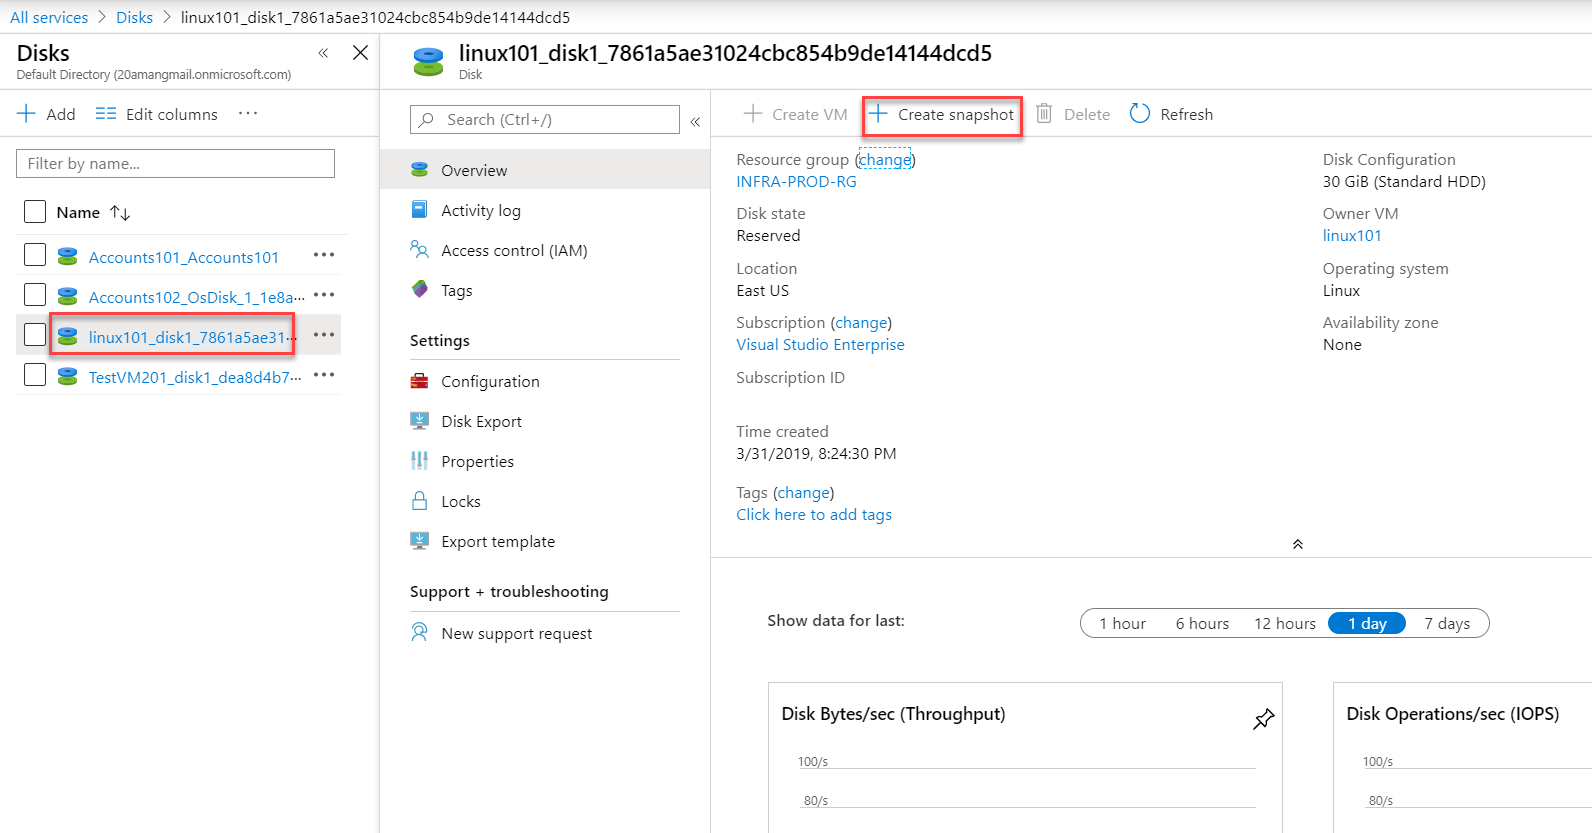 All services > Disks > linux101_disk1_7861a5ae31024cbc854b9de14144dcd5
Disks
Default Directory (20amangmail.onmicrosoft.com)
Add
Edit columns
Filter by name...
Name
Accounts101_Accounts101
Accounts102_OsDisk_1_1e8a...
linux101_disk1_7861a5ae31...
TestVM201_disk1_dea8d4b7...
linux101_disk1_7861a5ae31024cbc854b9de14144dcd5
Disk
Search (Ctrl+/)
Overview
Activity log
Access control (IAM)
Tags
Settings
Configuration
Disk Export
Properties
Locks
Export template
Support + troubleshooting
New support request
Create VM
Create snapshot
Delete
Refresh
Resource group (change)
INFRA-PROD-RG
Disk state
Reserved
Location
East US
Subscription (change)
Visual Studio Enterprise
Subscription ID
Time created
3/31/2019, 8:24:30 PM
Tags (change)
Click here to add tags
Disk Configuration
30 GiB (Standard HDD)
Owner VM
linux101
Operating system
Linux
Availability zone
None
Show data for last:
1 hour
6 hours
12 hours
1 day
7 days
Disk Bytes/sec (Throughput)
100/s
80/s
Disk Operations/sec (IOPS)
100/s
80/s